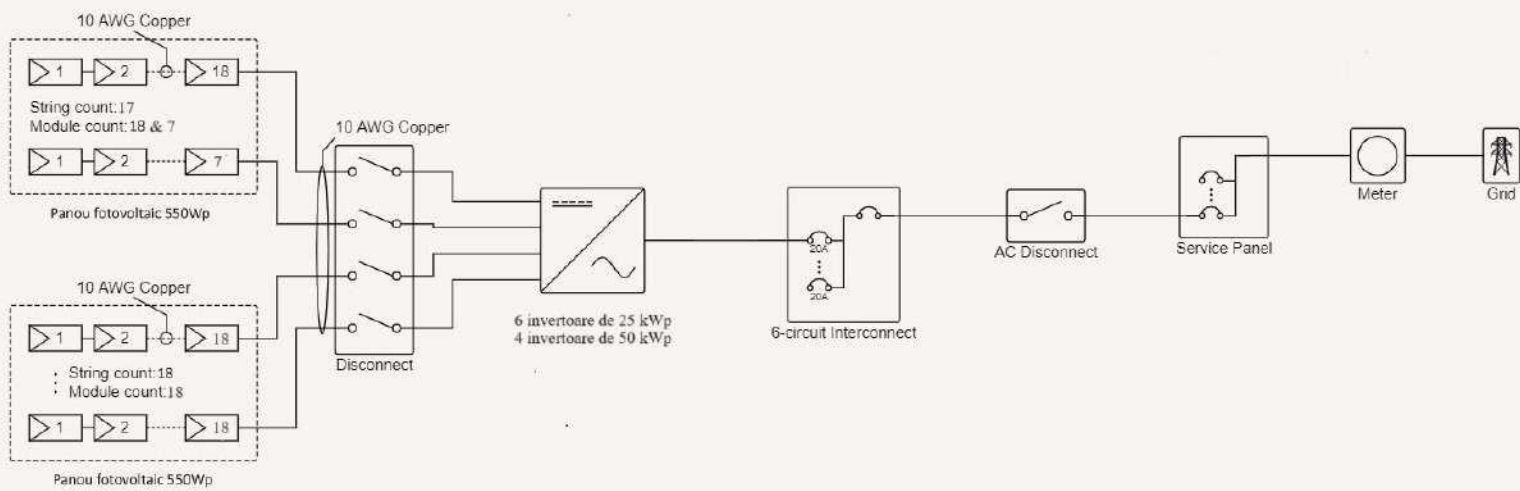 10 AWG Copper
1 2 18
String count:17
Module count:18 & 7
1 2 7
Panou fotovoltaic 550Wp
10 AWG Copper
1 2 18
String count:18
Module count:18
1 2 18
Panou fotovoltaic 550Wp
10 AWG Copper
Disconnect
6 invertoare de 25 kWp
4 invertoare de 50 kWp
20A
20A
6-circuit Interconnect
AC Disconnect
Service Panel
Meter
Grid